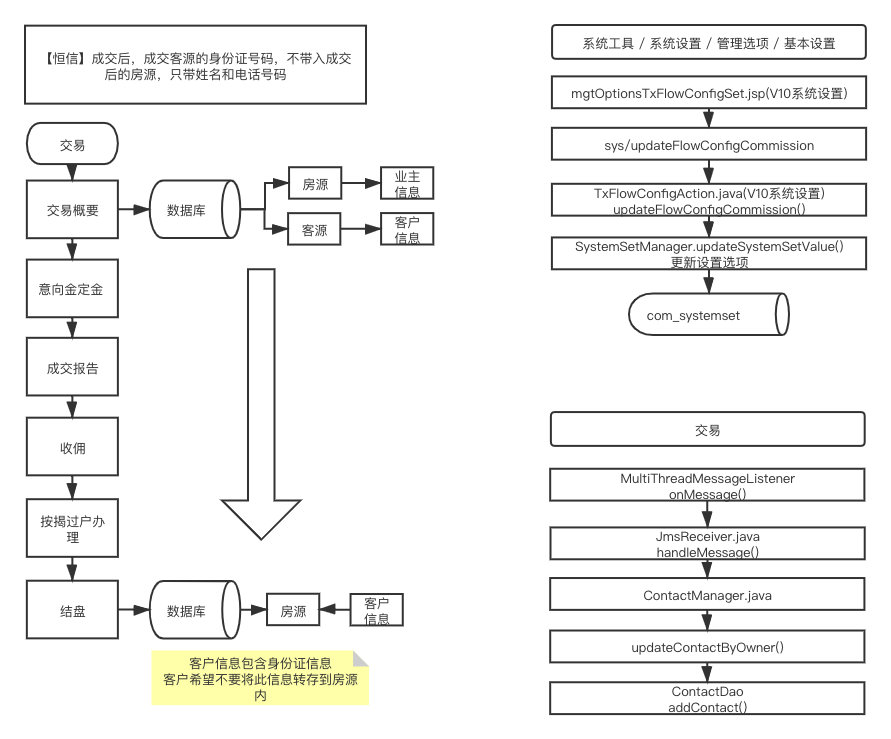 【恒信】成交后，成交客源的身份证号码，不带入成交
后的房源，只带姓名和电话号码
交易
交易概要
数据库
房源
业主
信息
客源
客户
信息
意向金定金
成交报告
收佣
按揭过户办
理
结盘
数据库
房源
客户
信息
客户信息包含身份证信息
客户希望不要将此信息转存到房源
内
系统工具 / 系统设置 / 管理选项 / 基本设置
mgtOptionsTxFlowConfigSet.jsp(V10系统设置)
sys/updateFlowConfigCommission
TxFlowConfigAction.java(V10系统设置)
updateFlowConfigCommission()
SystemSetManager.updateSystemSetValue()
更新设置选项
com_systemset
交易
MultiThreadMessageListener
onMessage()
JmsReceiver.java
handleMessage()
ContactManager.java
updateContactByOwner()
ContactDao
addContact()